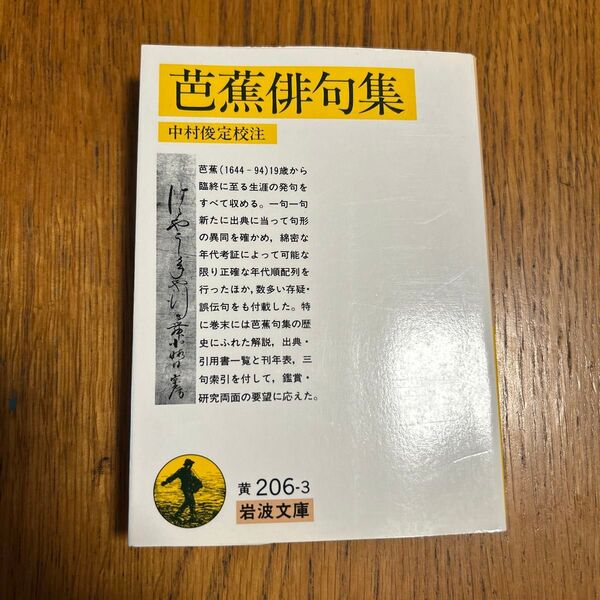 芭蕉俳句集
中村俊定校注
芭蕉(1644－94)19歳から
臨終に至る生涯の発句を
すべて収める。一句一句
新たに出典に当って句形
の異同を確かめ，綿密な
年代考証によって可能な
限り正確な年代順配列を
行ったほか，数多い存疑・
誤伝句をも付載した。特
に巻末には芭蕉句集の歴
史にふれた解説，出典・
引用書一覧と刊年表，三
句索引を付して，鑑賞・
研究両面の要望に応えた。
黄 206-3
岩波文庫